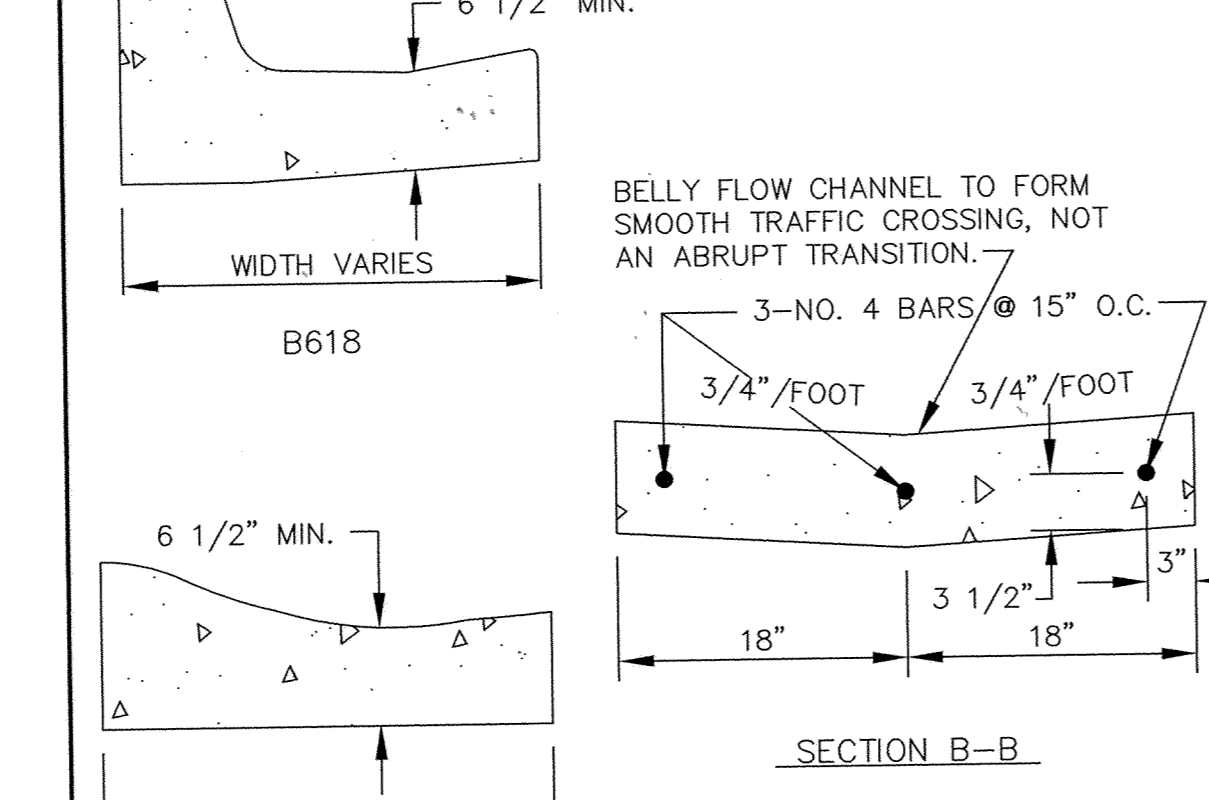 6 1/2" MIN.
WIDTH VARIES
B618
6 1/2" MIN.
BELLY FLOW CHANNEL TO FORM
SMOOTH TRAFFIC CROSSING, NOT
AN ABRUPT TRANSITION.
3-NO. 4 BARS @ 15" O.C.
3/4"/FOOT
3/4"/FOOT
3"
3 1/2"
18"
18"
SECTION B-B